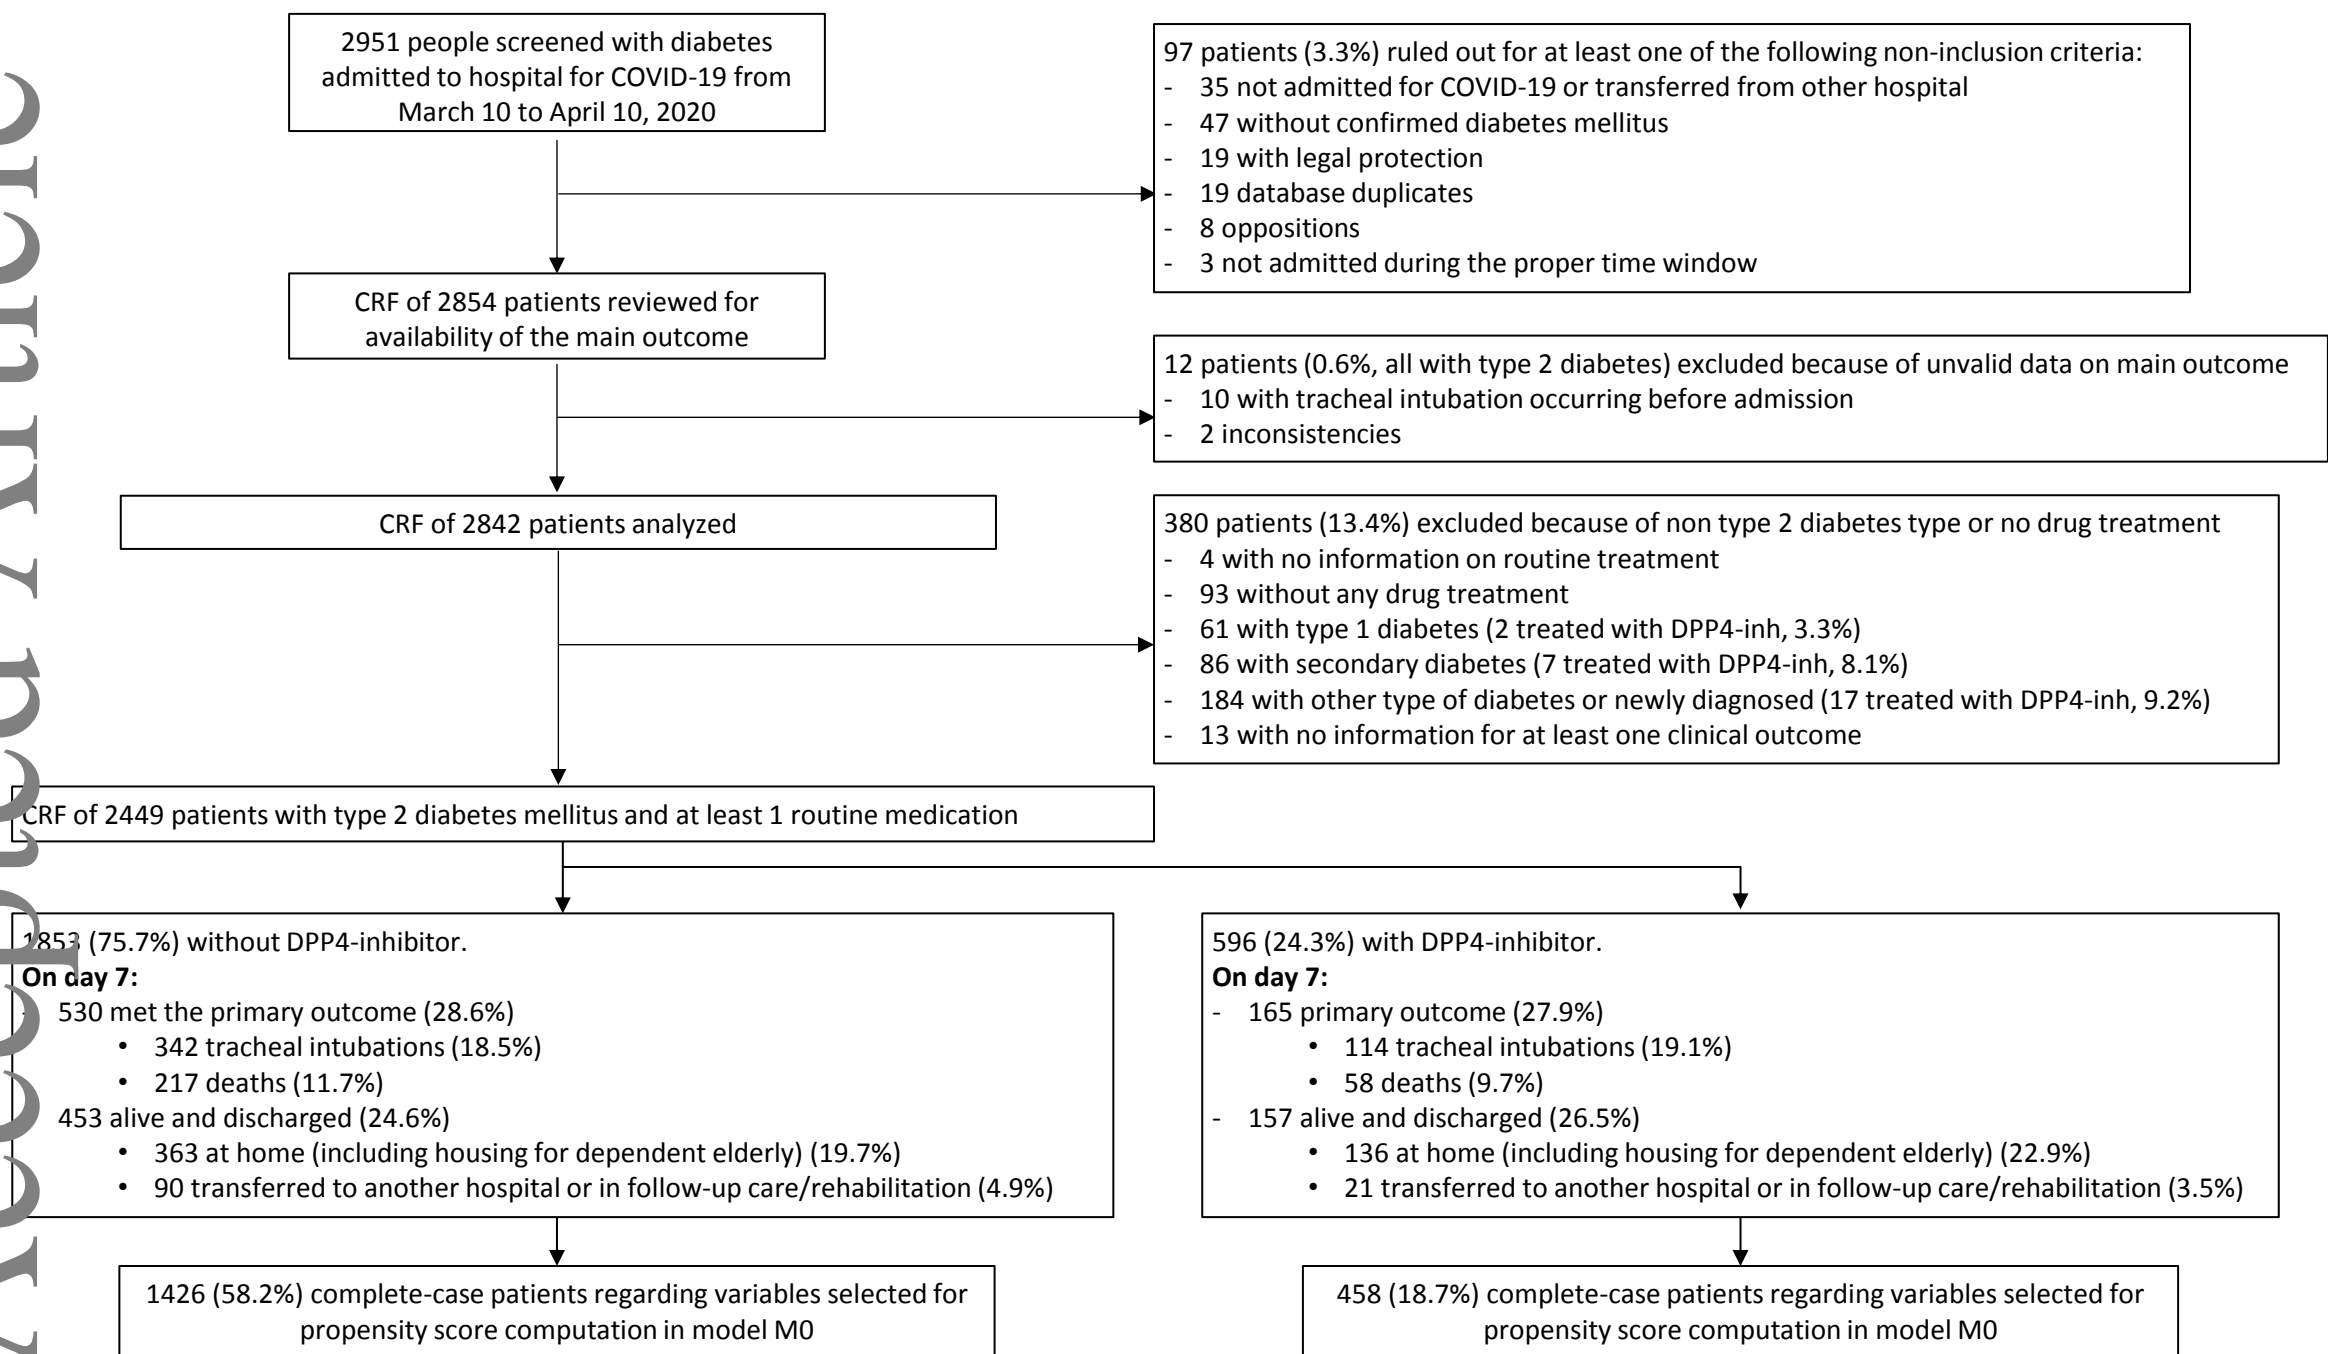 2951 people screened with diabetes
admitted to hospital for COVID-19 from
March 10 to April 10, 2020
97 patients (3.3%) ruled out for at least one of the following non-inclusion criteria:
- 35 not admitted for COVID-19 or transferred from other hospital
- 47 without confirmed diabetes mellitus
- 19 with legal protection
- 19 database duplicates
- 8 oppositions
- 3 not admitted during the proper time window
CRF of 2854 patients reviewed for
availability of the main outcome
12 patients (0.6%, all with type 2 diabetes) excluded because of unvalid data on main outcome
- 10 with tracheal intubation occurring before admission
- 2 inconsistencies
CRF of 2842 patients analyzed
380 patients (13.4%) excluded because of non type 2 diabetes type or no drug treatment
- 4 with no information on routine treatment
- 93 without any drug treatment
- 61 with type 1 diabetes (2 treated with DPP4-inh, 3.3%)
- 86 with secondary diabetes (7 treated with DPP4-inh, 8.1%)
- 184 with other type of diabetes or newly diagnosed (17 treated with DPP4-inh, 9.2%)
- 13 with no information for at least one clinical outcome
CRF of 2449 patients with type 2 diabetes mellitus and at least 1 routine medication
1853 (75.7%) without DPP4-inhibitor.
On day 7:
- 530 met the primary outcome (28.6%)
• 342 tracheal intubations (18.5%)
• 217 deaths (11.7%)
453 alive and discharged (24.6%)
• 363 at home (including housing for dependent elderly) (19.7%)
• 90 transferred to another hospital or in follow-up care/rehabilitation (4.9%)
596 (24.3%) with DPP4-inhibitor.
On day 7:
- 165 primary outcome (27.9%)
• 114 tracheal intubations (19.1%)
• 58 deaths (9.7%)
- 157 alive and discharged (26.5%)
• 136 at home (including housing for dependent elderly) (22.9%)
• 21 transferred to another hospital or in follow-up care/rehabilitation (3.5%)
1426 (58.2%) complete-case patients regarding variables selected for
propensity score computation in model M0
458 (18.7%) complete-case patients regarding variables selected for
propensity score computation in model M0